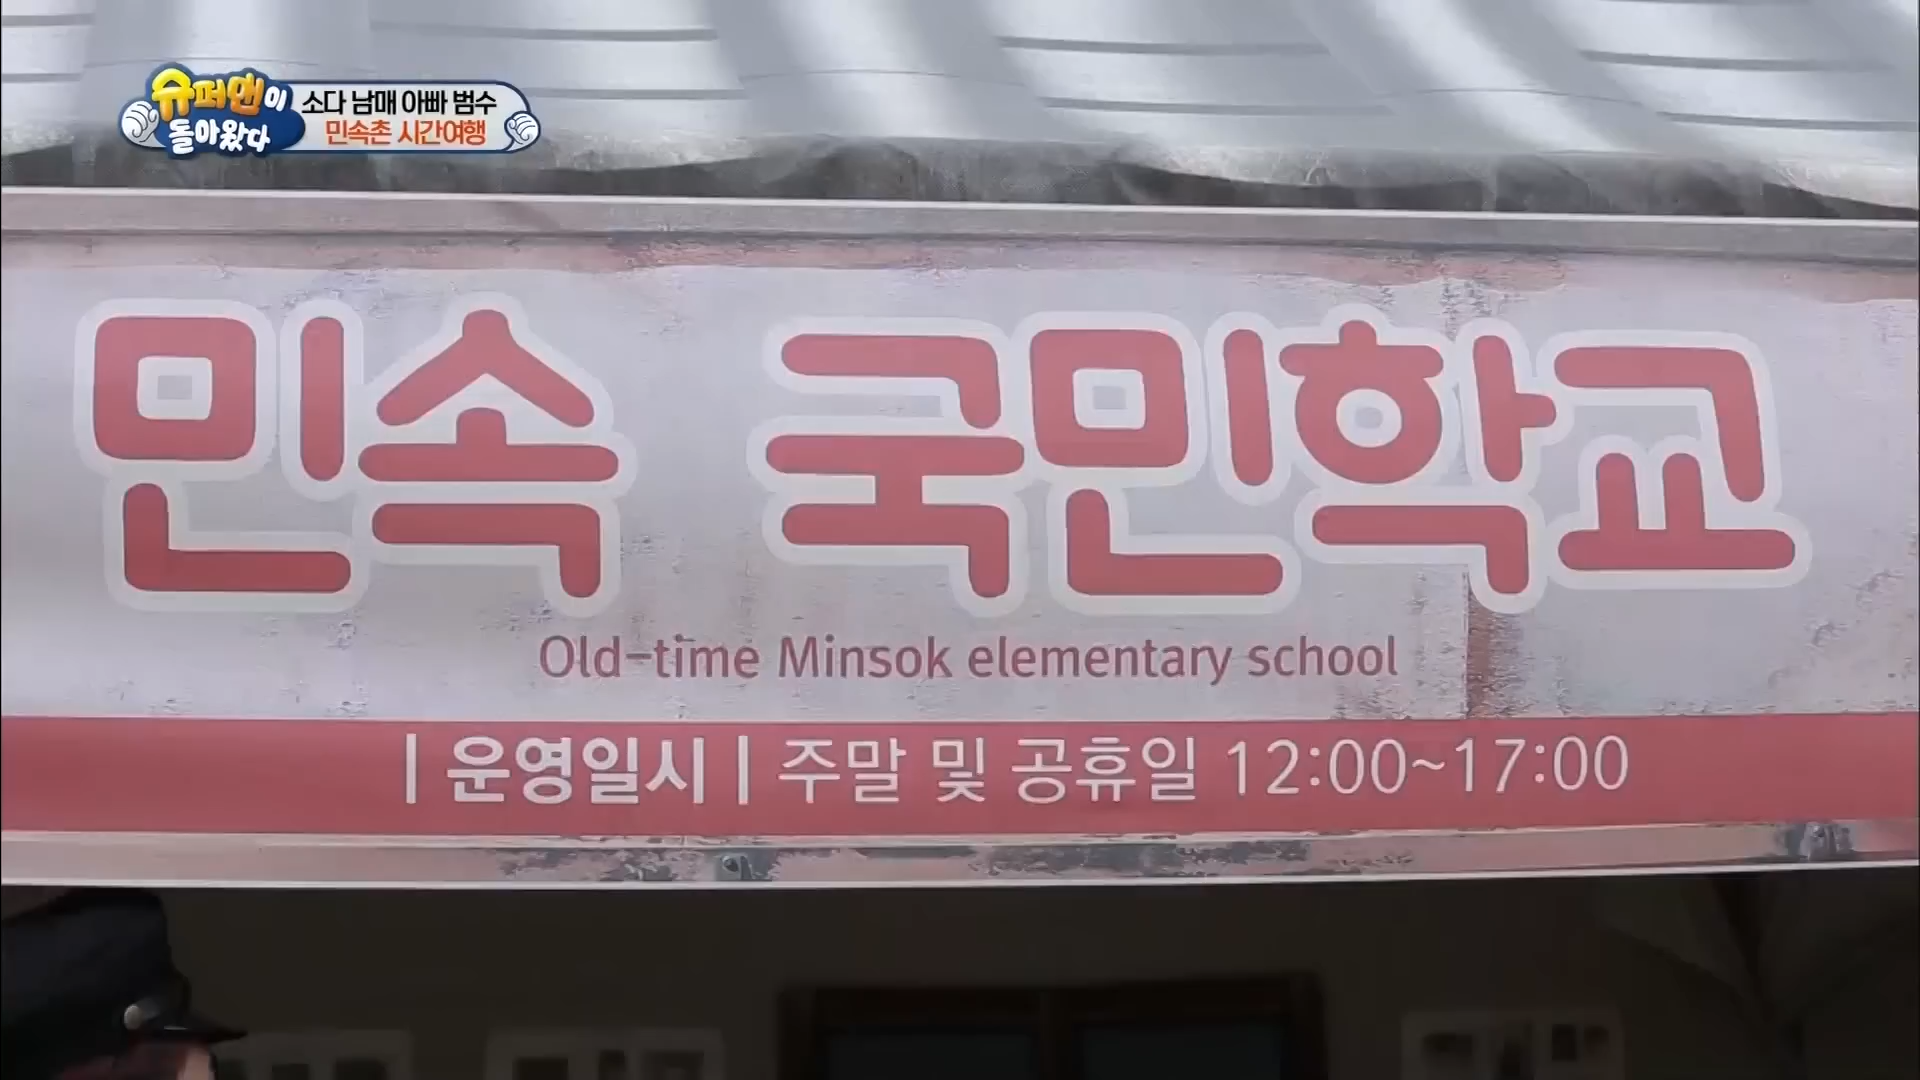 슈퍼맨이 돌아왔다
소다 남매 아빠 범수
민속촌 시간여행
민속 국민학교
Old-time Minsok elementary school
| 운영일시 | 주말 및 공휴일 12:00~17:00